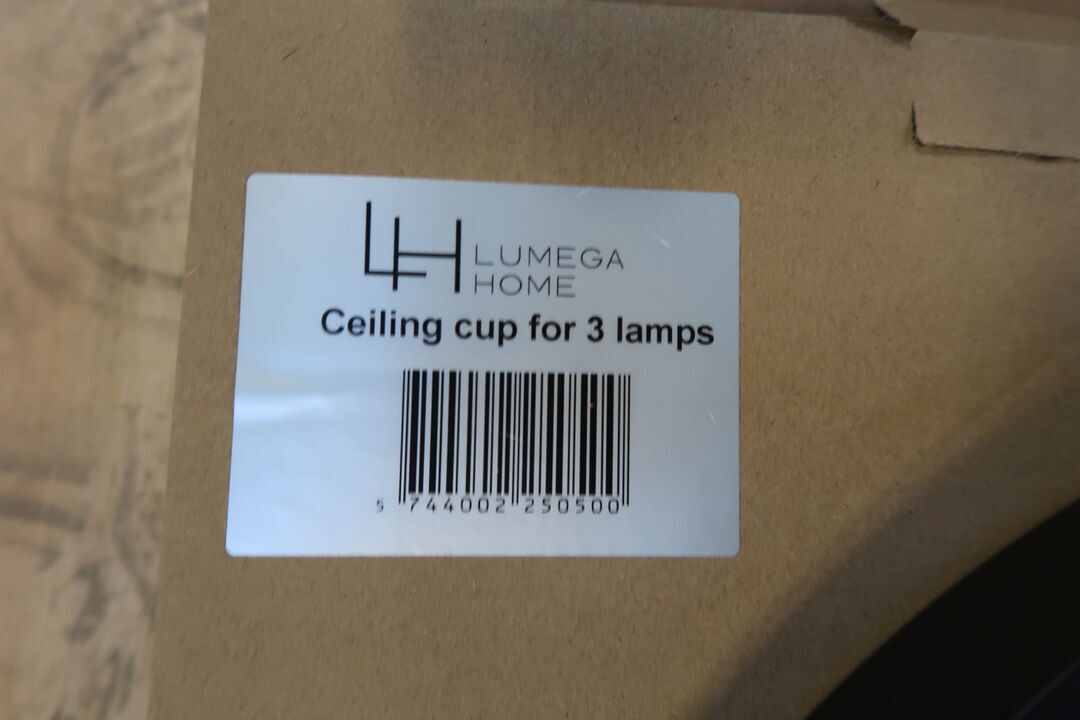 LH LUMEGA
HOME
Ceiling cup for 3 lamps
5 744002 250500